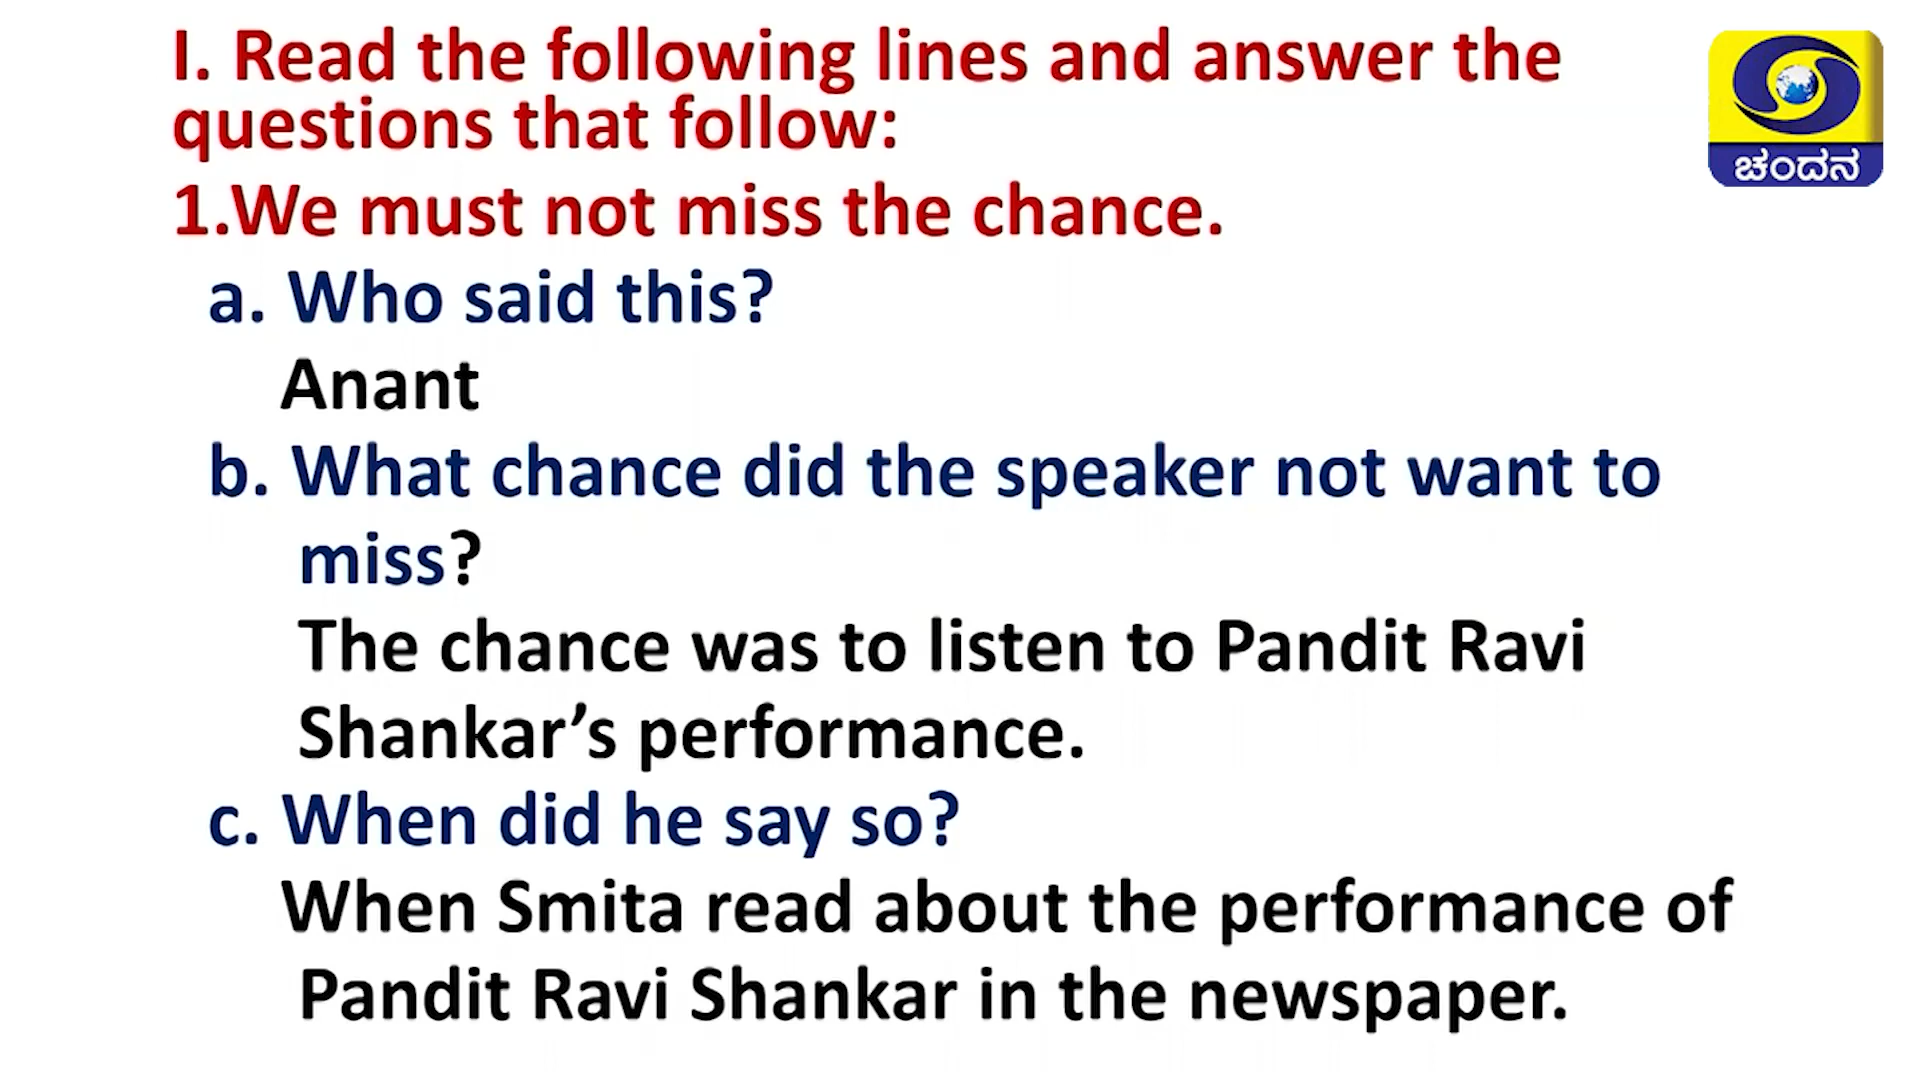 I. Read the following lines and answer the
questions that follow:
1.We must not miss the chance.
a. Who said this?
Anant
b. What chance did the speaker not want to
miss?
The chance was to listen to Pandit Ravi
Shankar’s performance.
c. When did he say so?
When Smita read about the performance of
Pandit Ravi Shankar in the newspaper.
ಚಂದನ